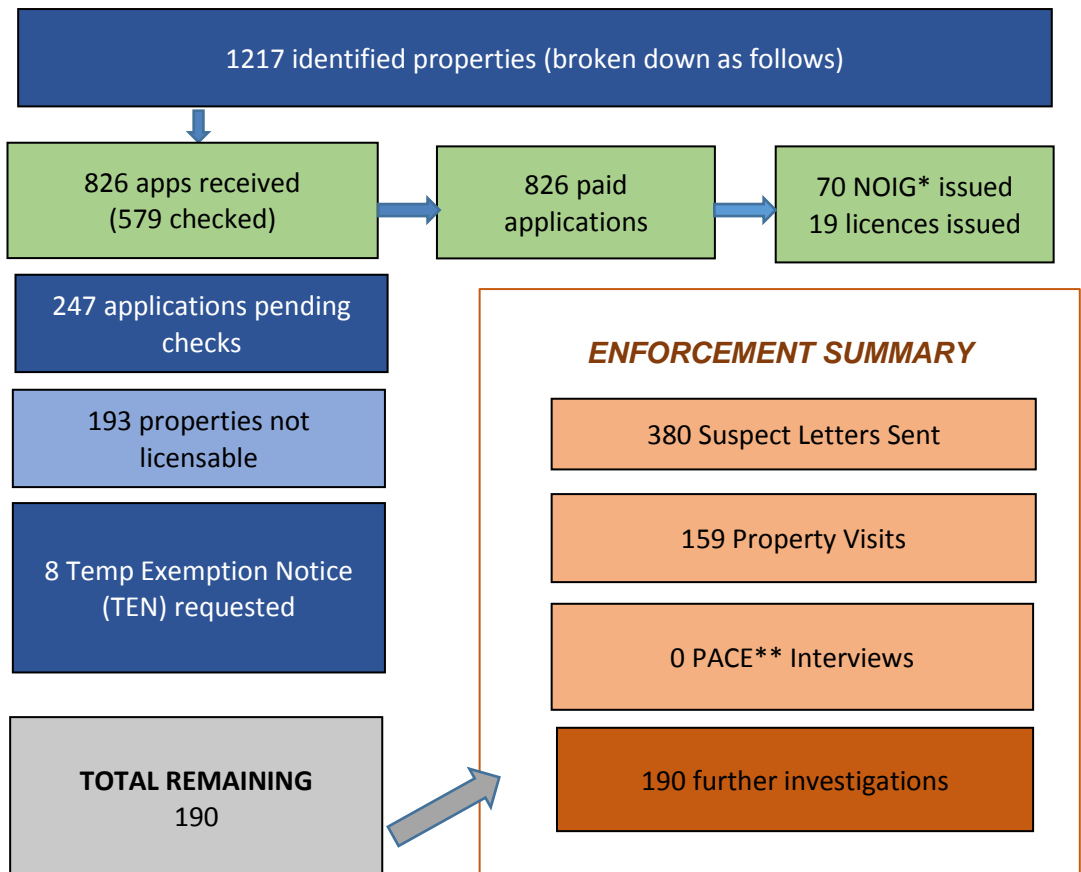 1217 identified properties (broken down as follows)
826 apps received
(579 checked)
826 paid
applications
70 NOIG* issued
19 licences issued
247 applications pending
checks
193 properties not
licensable
8 Temp Exemption Notice
(TEN) requested
TOTAL REMAINING
190
ENFORCEMENT SUMMARY
380 Suspect Letters Sent
159 Property Visits
0 PACE** Interviews
190 further investigations